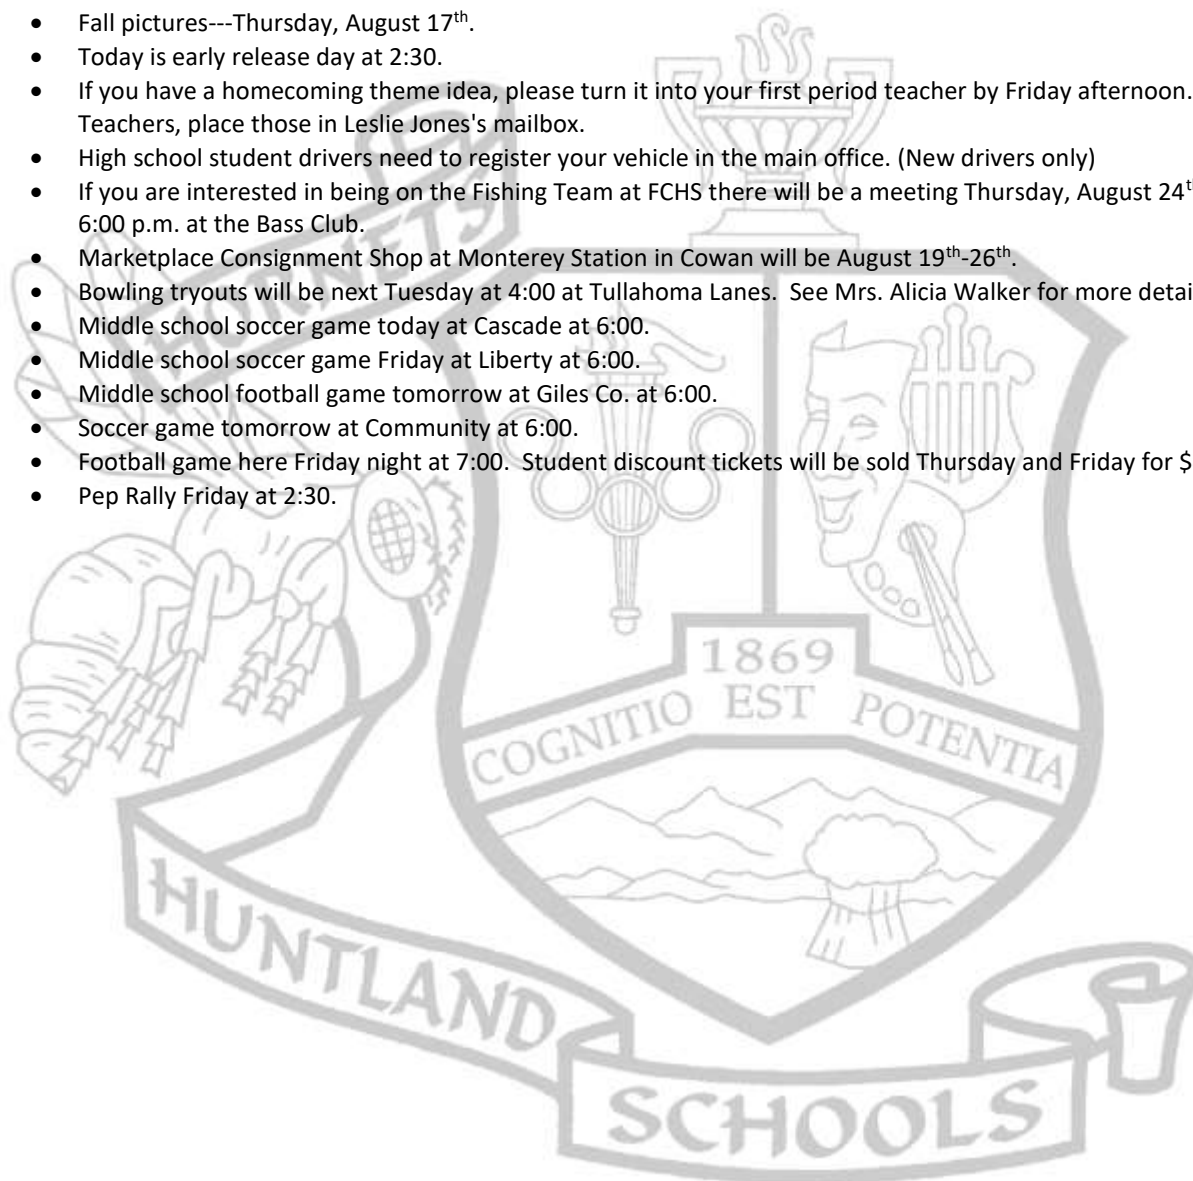 • Fall pictures---Thursday, August 17th.
• Today is early release day at 2:30.
• If you have a homecoming theme idea, please turn it into your first period teacher by Friday afternoon.
Teachers, place those in Leslie Jones's mailbox.
• High school student drivers need to register your vehicle in the main office. (New drivers only)
• If you are interested in being on the Fishing Team at FCHS there will be a meeting Thursday, August 24th
6:00 p.m. at the Bass Club.
• Marketplace Consignment Shop at Monterey Station in Cowan will be August 19th-26th.
• Bowling tryouts will be next Tuesday at 4:00 at Tullahoma Lanes.  See Mrs. Alicia Walker for more detai
• Middle school soccer game today at Cascade at 6:00.
• Middle school soccer game Friday at Liberty at 6:00.
• Middle school football game tomorrow at Giles Co. at 6:00.
• Soccer game tomorrow at Community at 6:00.
• Football game here Friday night at 7:00.  Student discount tickets will be sold Thursday and Friday for $
• Pep Rally Friday at 2:30.
HORNETS
1869
COGNITIO EST POTENTIA
HUNTLAND
SCHOOLS